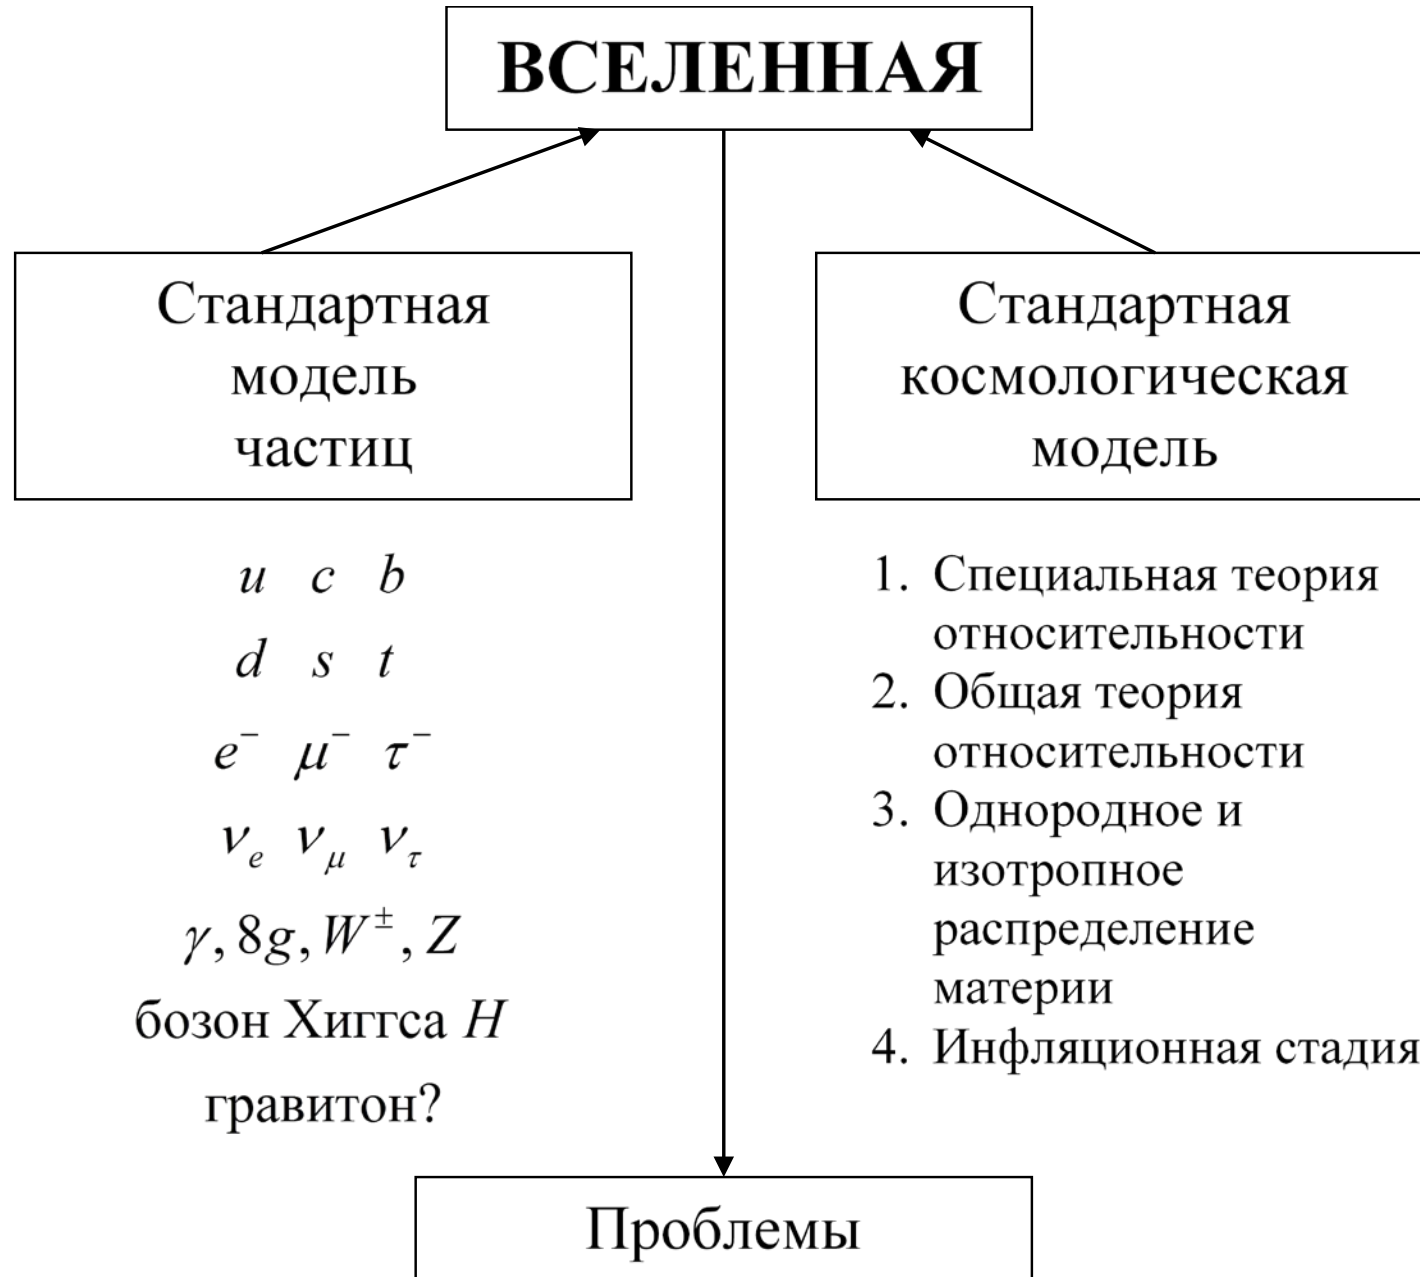 ВСЕЛЕННАЯ
Стандартная
модель
частиц
u c b
d s t
e⁻ μ⁻ τ⁻
νₑ ν_μ ν_τ
γ, 8g, W±, Z
бозон Хиггса H
гравитон?
Стандартная
космологическая
модель
1. Специальная теория
относительности
2. Общая теория
относительности
3. Однородное и
изотропное
распределение
материи
4. Инфляционная стадия
Проблемы